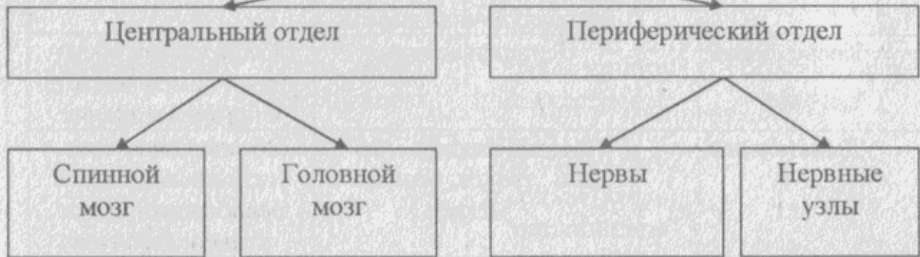 Центральный отдел
Периферический отдел
Спинной
мозг
Головной
мозг
Нервы
Нервные
узлы